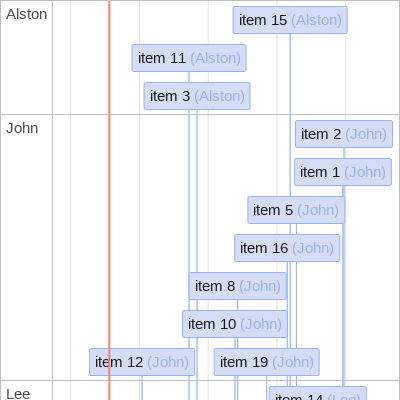 Alston
item 15 (Alston)
item 11 (Alston)
item 3 (Alston)
John
item 2 (John)
item 1 (John)
item 5 (John)
item 16 (John)
item 8 (John)
item 10 (John)
item 12 (John) item 19 (John)
Lee
item 14 (Lee)